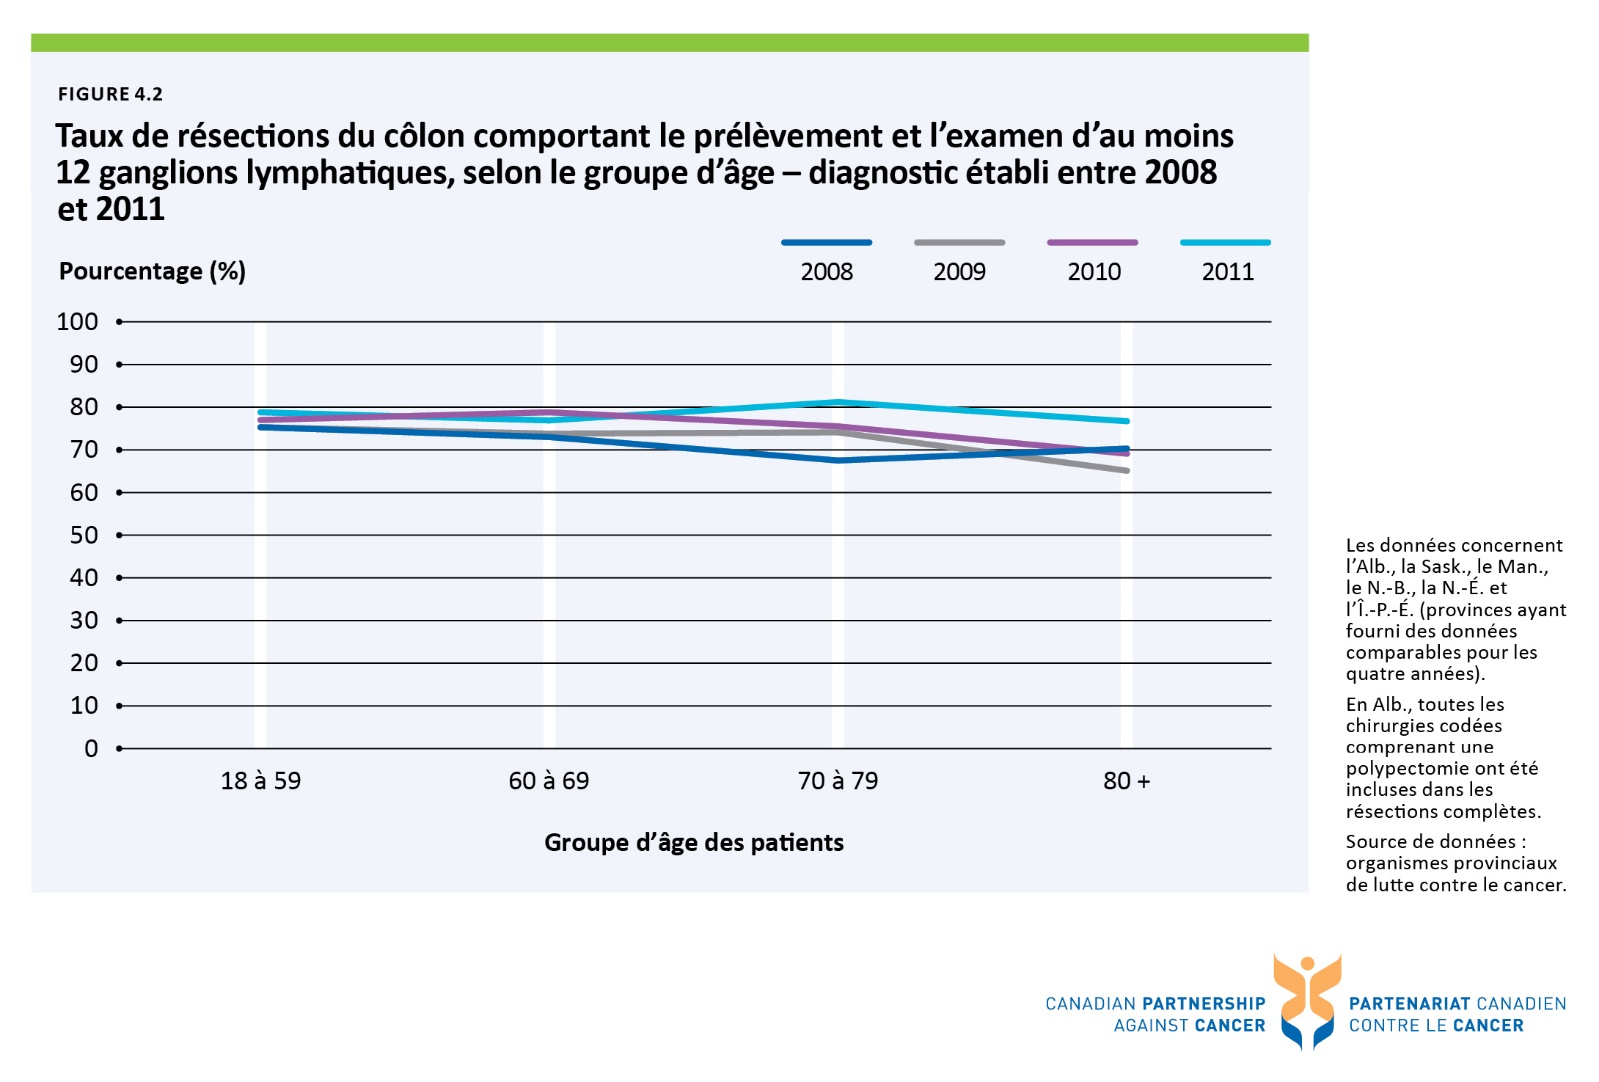 FIGURE 4.2
Taux de résections du côlon comportant le prélèvement et l’examen d’au moins
12 ganglions lymphatiques, selon le groupe d’âge – diagnostic établi entre 2008
et 2011
Pourcentage (%)
2008 2009 2010 2011
100
90
80
70
60
50
40
30
20
10
0
18 à 59 60 à 69 70 à 79 80 +
Groupe d’âge des patients
Les données concernent
l’Alb., la Sask., le Man.,
le N.-B., la N.-É. et
l’Î.-P.-É. (provinces ayant
fourni des données
comparables pour les
quatre années).
En Alb., toutes les
chirurgies codées
comprenant une
polypectomie ont été
incluses dans les
résections complètes.
Source de données :
organismes provinciaux
de lutte contre le cancer.
CANADIAN PARTNERSHIP
AGAINST CANCER
PARTENARIAT CANADIEN
CONTRE LE CANCER